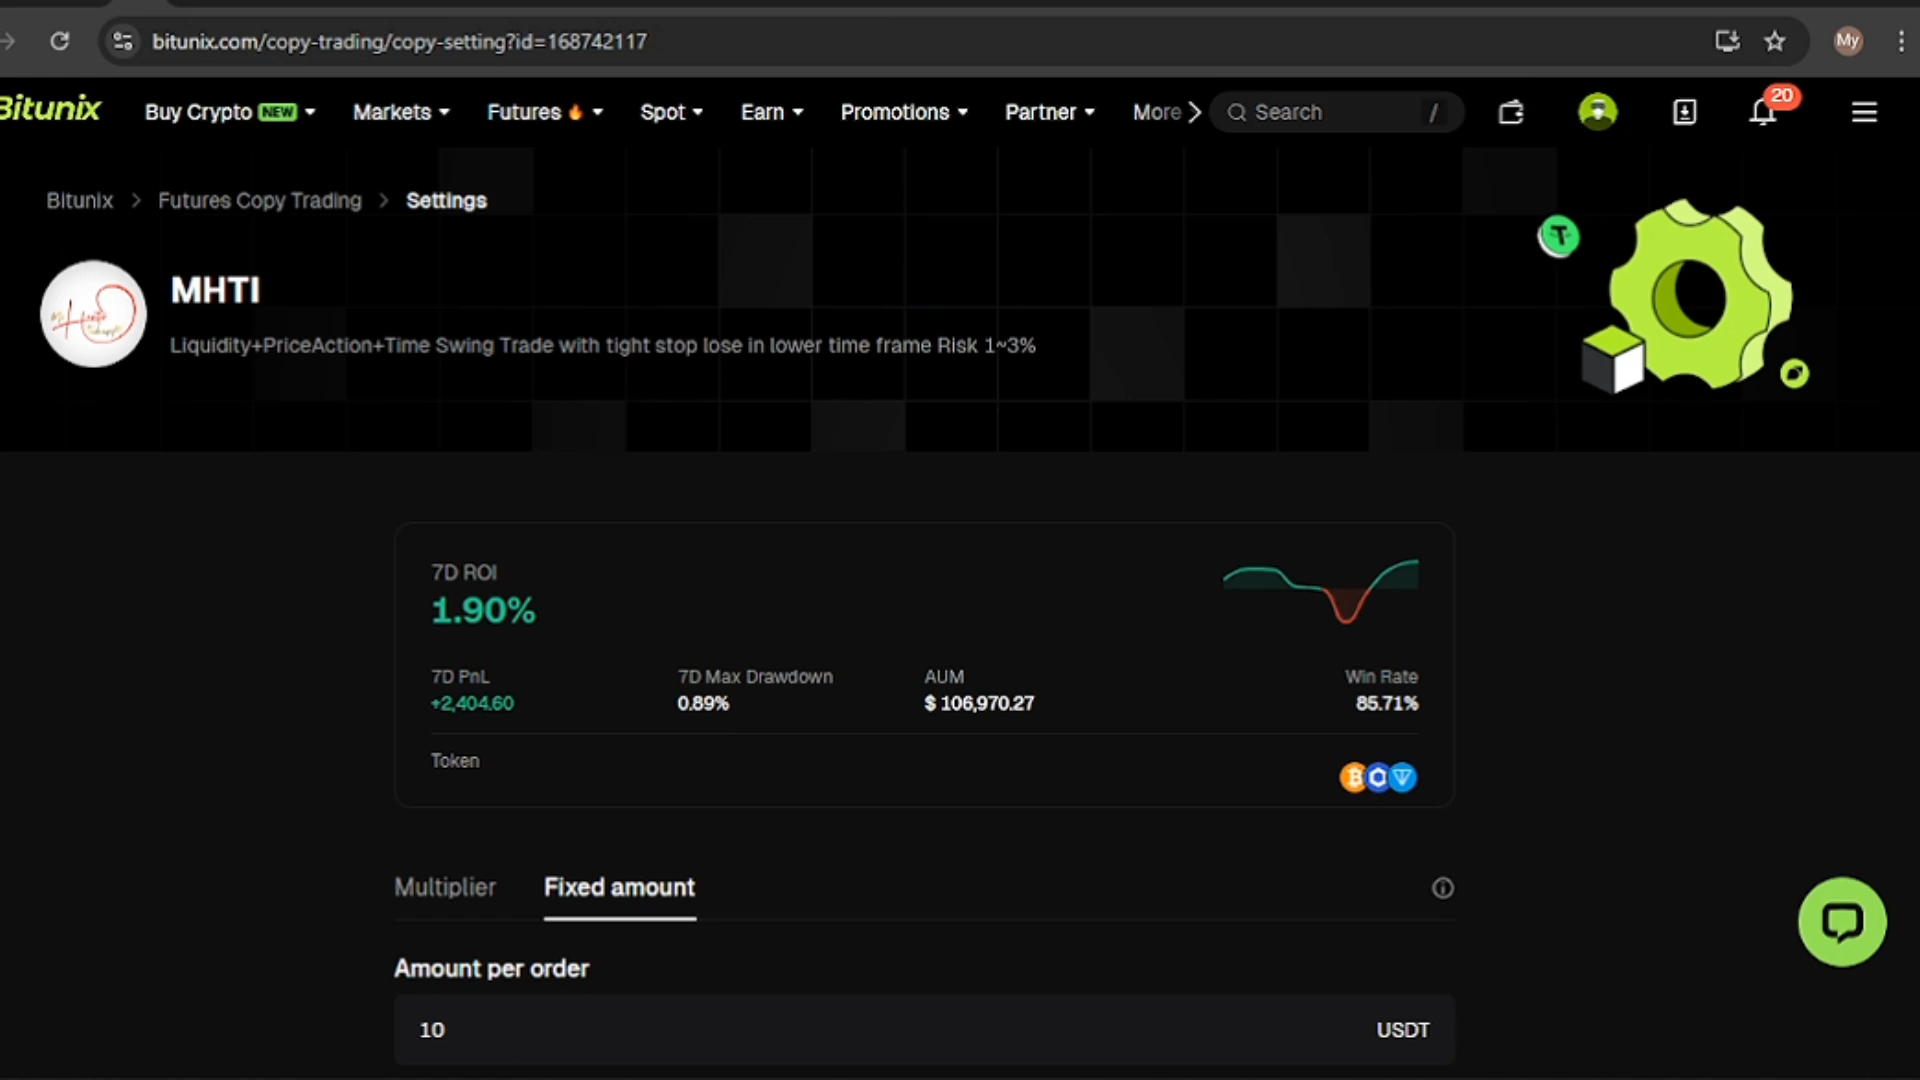 bitunix.com/copy-trading/copy-setting?id=168742117
My
Bitunix
Buy Crypto NEW
Markets
Futures
Spot
Earn
Promotions
Partner
More
Search
/
20
Bitunix > Futures Copy Trading > Settings
MHTI
Liquidity+PriceAction+Time Swing Trade with tight stop lose in lower time frame Risk 1~3%
7D ROI
1.90%
7D PnL
+2,404.60
7D Max Drawdown
0.89%
AUM
$ 106,970.27
Win Rate
85.71%
Token
Multiplier
Fixed amount
Amount per order
10
USDT